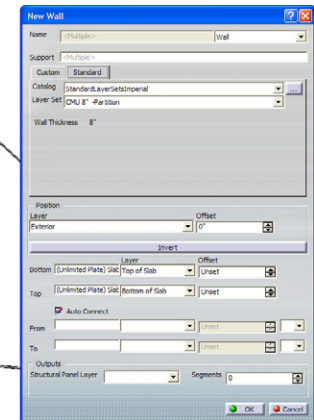 New Wall
Name <Multiple> Wall
Support <Multiple>
Custom Standard
Catalog StandardLayerSetsImperial ...
Layer Set CMU 8" -Partition
Wall Thickness 8"
Position
Layer Offset
Exterior 0"
Invert
Layer Offset
Bottom (Unlimited Plate) Slab Top of Slab Unset
Top (Unlimited Plate) Slab Bottom of Slab Unset
Auto Connect
From Unset
To Unset
Outputs
Structural Panel Layer Segments 0
OK Cancel